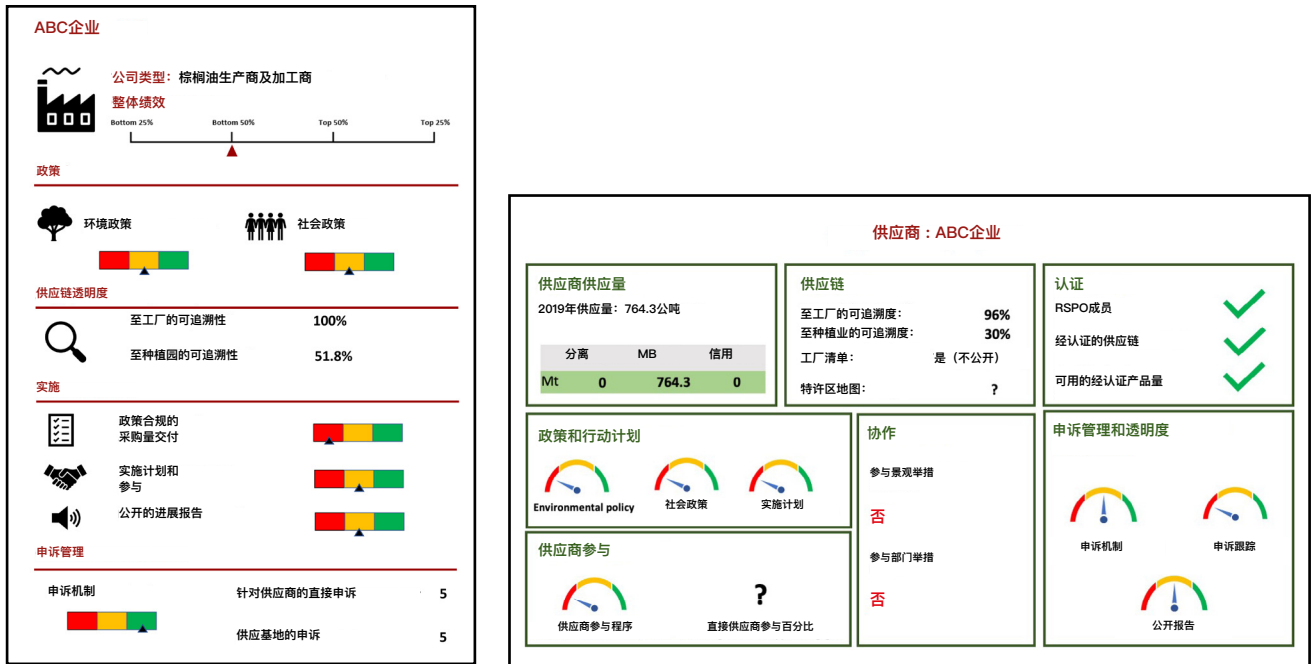 ABC企业
公司类型：棕榈油生产商及加工商
整体绩效
Bottom 25% Bottom 50% Top 50% Top 25%
政策
环境政策 社会政策
供应链透明度
至工厂的可追溯性 100%
至种植园的可追溯性 51.8%
实施
政策合规的
采购量交付
实施计划和
参与
公开的进展报告
申诉管理
申诉机制 针对供应商的直接申诉 5
供应基地的申诉 5
供应商：ABC企业
供应商供应量
2019年供应量：764.3公吨
分离 MB 信用
Mt 0 764.3 0
供应链
至工厂的可追溯度： 96%
至种植业的可追溯度： 30%
工厂清单： 是（不公开）
特许区地图： ?
认证
RSPO成员
经认证的供应链
可用的经认证产品量
政策和行动计划
Environmental policy 社会政策 实施计划
供应商参与
?
供应商参与程序 直接供应商参与百分比
协作
参与景观举措
否
参与部门举措
否
申诉管理和透明度
申诉机制 申诉跟踪
公开报告